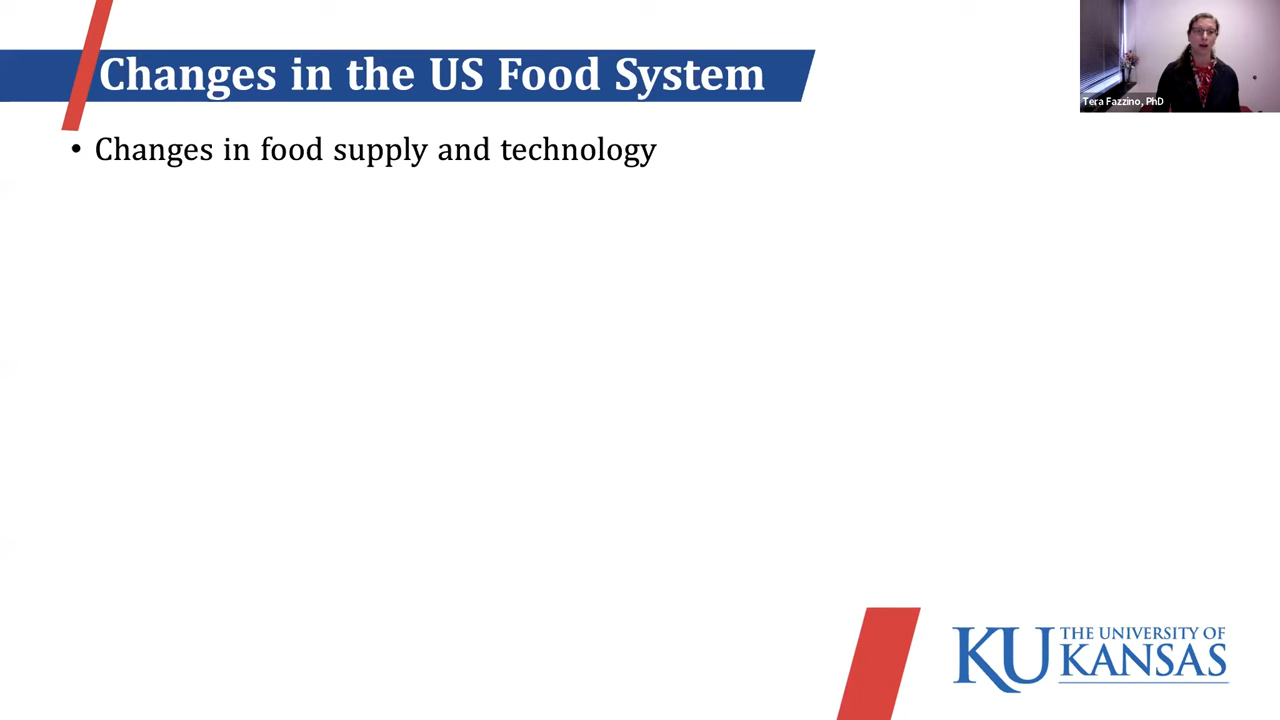 Changes in the US Food System
Tera Fazzino, PhD
• Changes in food supply and technology
KU THE UNIVERSITY OF
KANSAS